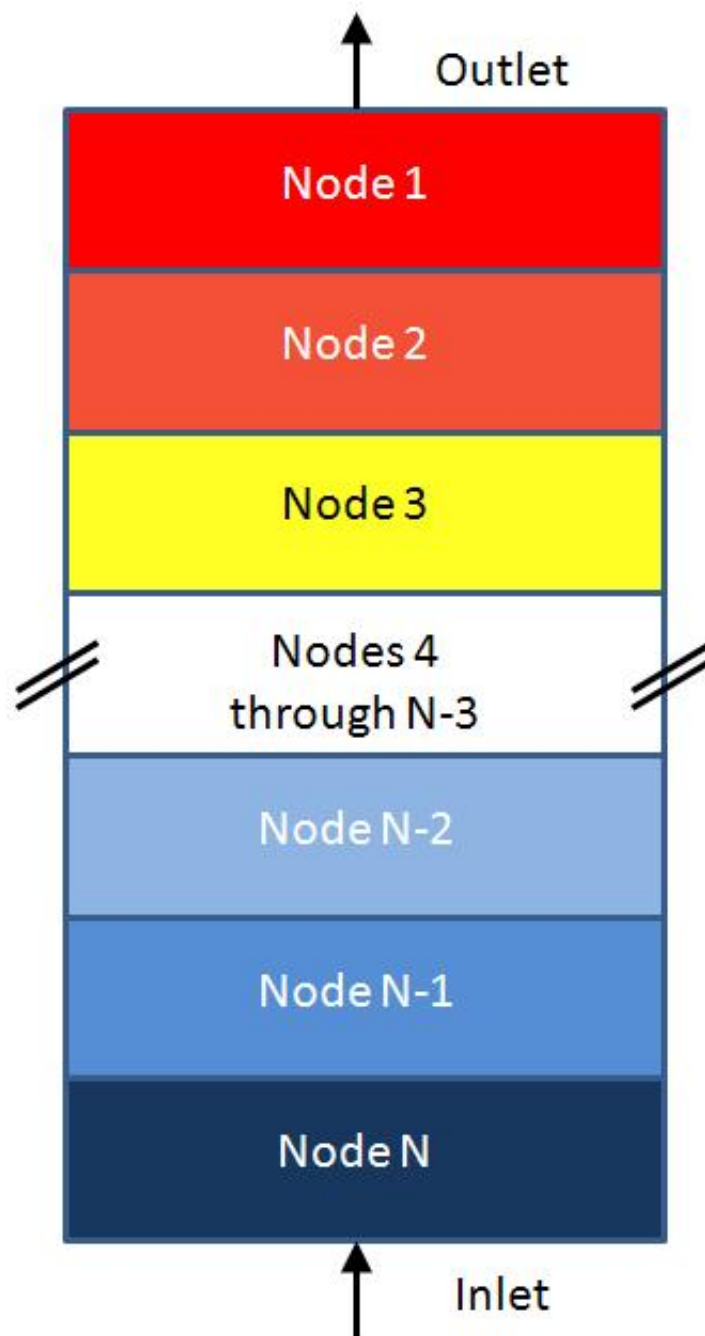 Outlet
Node 1
Node 2
Node 3
Nodes 4
through N-3
Node N-2
Node N-1
Node N
Inlet